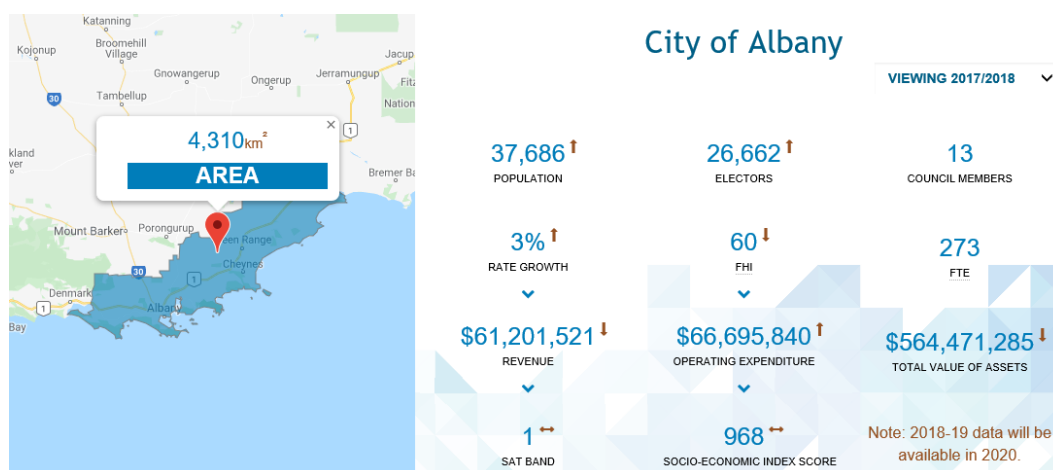 Katanning
Kojonup
Broomehill
Village
Jacup
Gnowangerup
Ongerup
Jerramungup
Fitz
Tambellup
30
Nation
4,310km²
×
AREA
1
kland
ver
Bremer Ba
Mount Barker
Porongurup
een Range
30
Cheynes
1
Denmark
1
Albany
Bay
City of Albany
VIEWING 2017/2018
37,686
POPULATION
26,662
ELECTORS
13
COUNCIL MEMBERS
3%
RATE GROWTH
60
FHI
273
FTE
$61,201,521
REVENUE
$66,695,840
OPERATING EXPENDITURE
$564,471,285
TOTAL VALUE OF ASSETS
1
SAT BAND
968
SOCIO-ECONOMIC INDEX SCORE
Note: 2018-19 data will be
available in 2020.